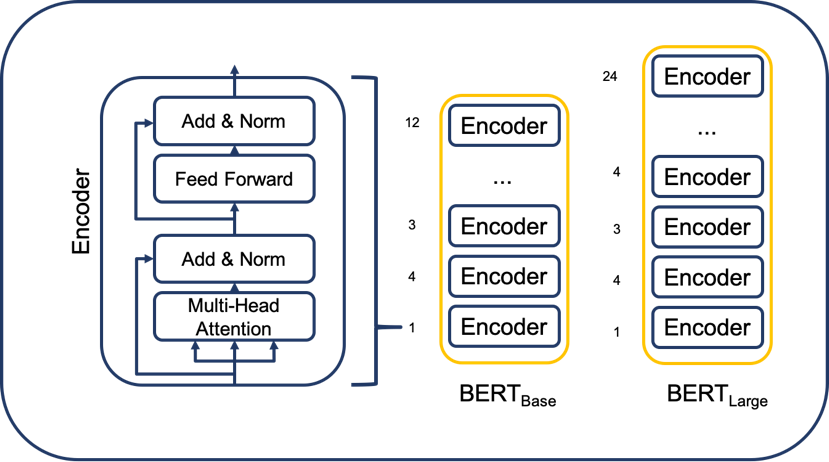 Encoder
Add & Norm
Feed Forward
Add & Norm
Multi-Head
Attention
12
Encoder
...
3
Encoder
4
Encoder
1
Encoder
BERTBase
24
Encoder
...
4
Encoder
3
Encoder
4
Encoder
1
Encoder
BERTLarge